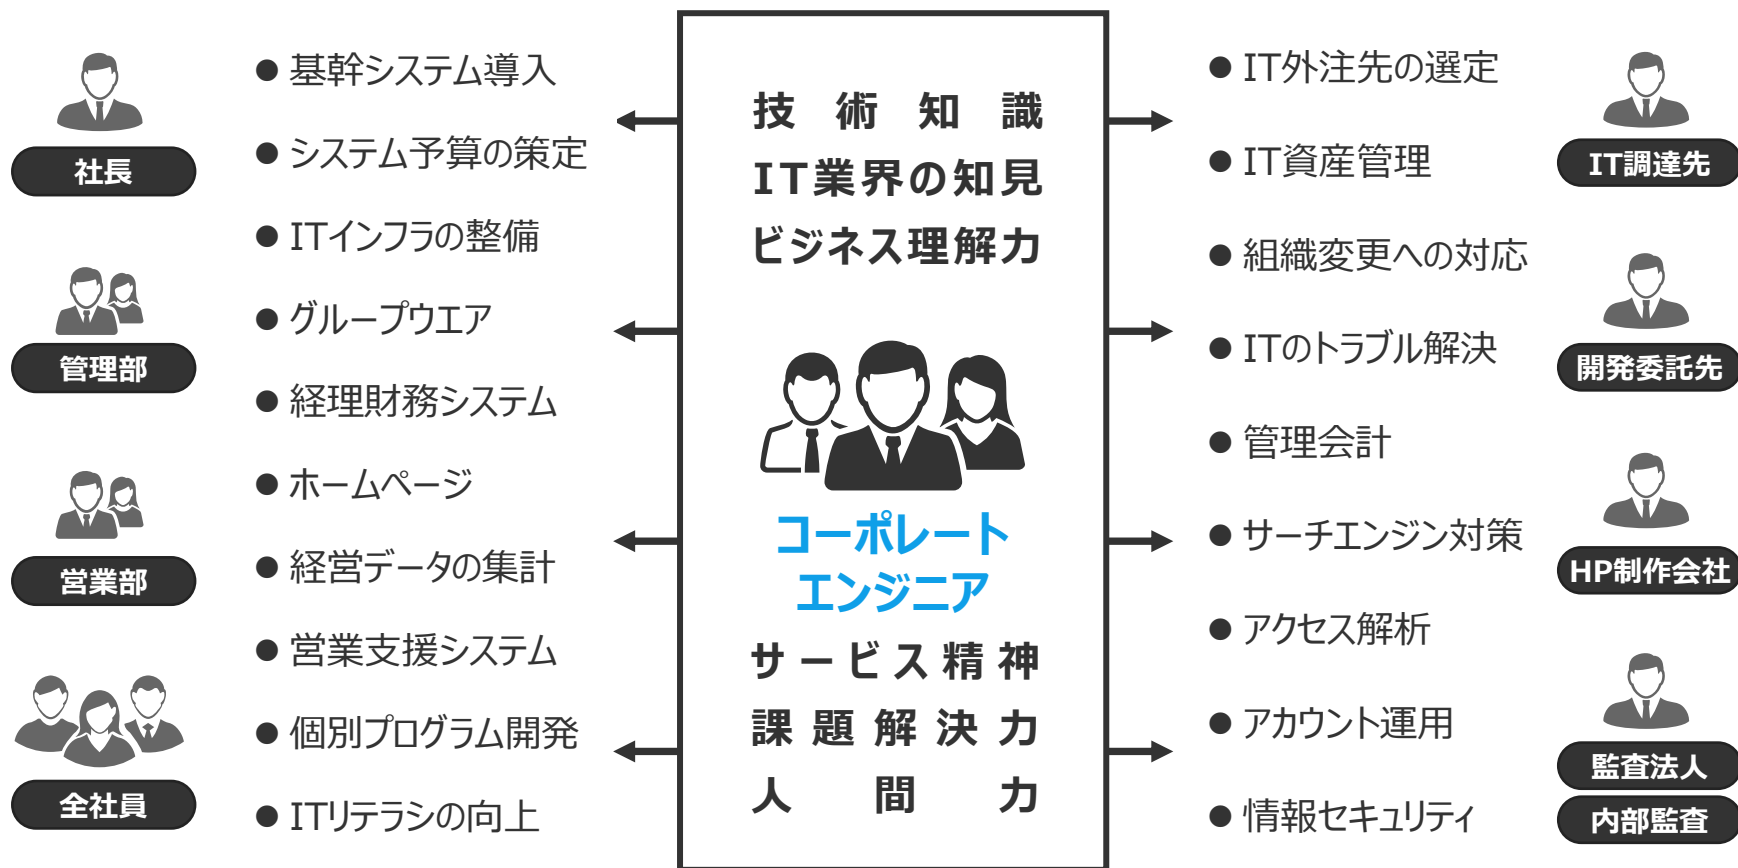 社長
管理部
営業部
全社員
● 基幹システム導入
● システム予算の策定
● ITインフラの整備
● グループウエア
● 経理財務システム
● ホームページ
● 経営データの集計
● 営業支援システム
● 個別プログラム開発
● ITリテラシの向上
技術知識
IT業界の知見
ビジネス理解力
コーポレート
エンジニア
サービス精神
課題解決力
人間力
● IT外注先の選定
● IT資産管理
● 組織変更への対応
● ITのトラブル解決
● 管理会計
● サーチエンジン対策
● アクセス解析
● アカウント運用
● 情報セキュリティ
IT調達先
開発委託先
HP制作会社
監査法人
内部監査